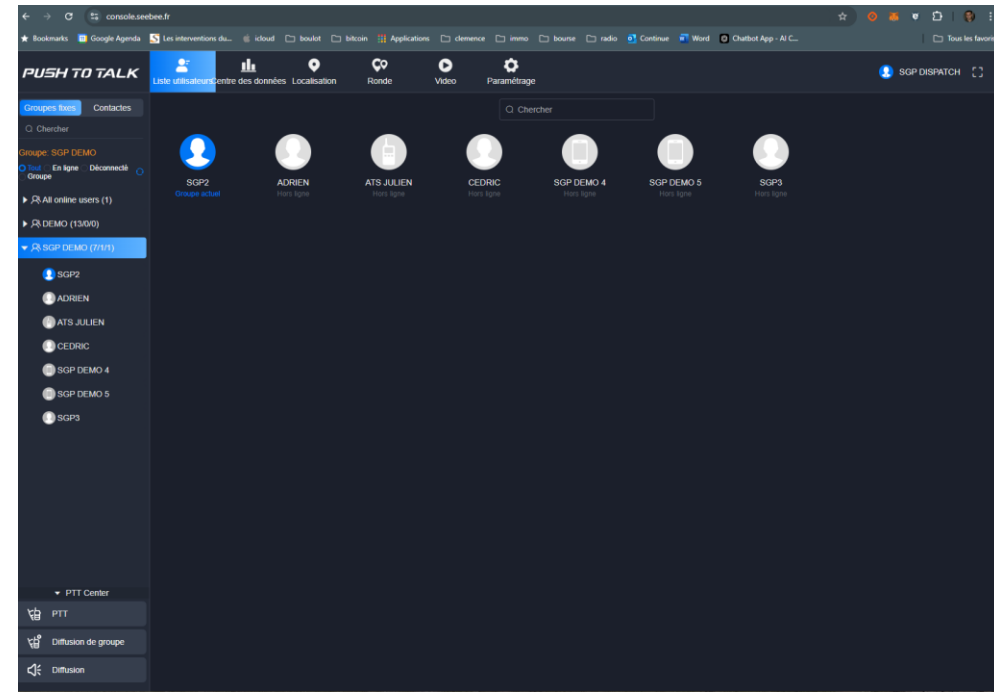 console.seebee.fr
Bookmarks Google Agenda Les interventions du... icloud boulot bitcoin Applications clemence immo bourse radio Continue Word Chatbot App - AI C... Tous les favoris
PUSH TO TALK
Liste utilisateurs Centre des données Localisation Ronde Video Paramétrage
SGP DISPATCH
Groupes fixes Contactes
Chercher
Chercher
Groupe: SGP DEMO
Tout En ligne Déconnecté
Groupe
All online users (1)
DEMO (13/0/0)
SGP DEMO (7/1/1)
SGP2
ADRIEN
ATS JULIEN
CEDRIC
SGP DEMO 4
SGP DEMO 5
SGP3
SGP2 ADRIEN ATS JULIEN CEDRIC SGP DEMO 4 SGP DEMO 5 SGP3
Groupe actuel Hors ligne Hors ligne Hors ligne Hors ligne Hors ligne Hors ligne
PTT Center
PTT
Diffusion de groupe
Diffusion